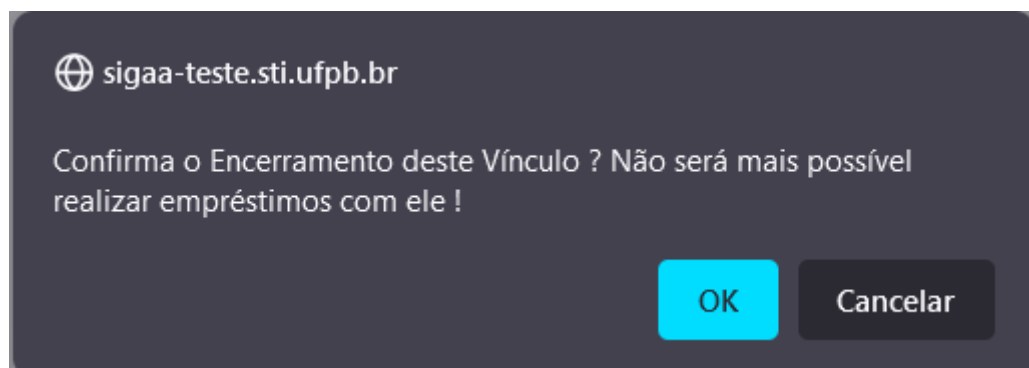 sigaa-teste.sti.ufpb.br
Confirma o Encerramento deste Vínculo ? Não será mais possível
realizar empréstimos com ele !
OK Cancelar